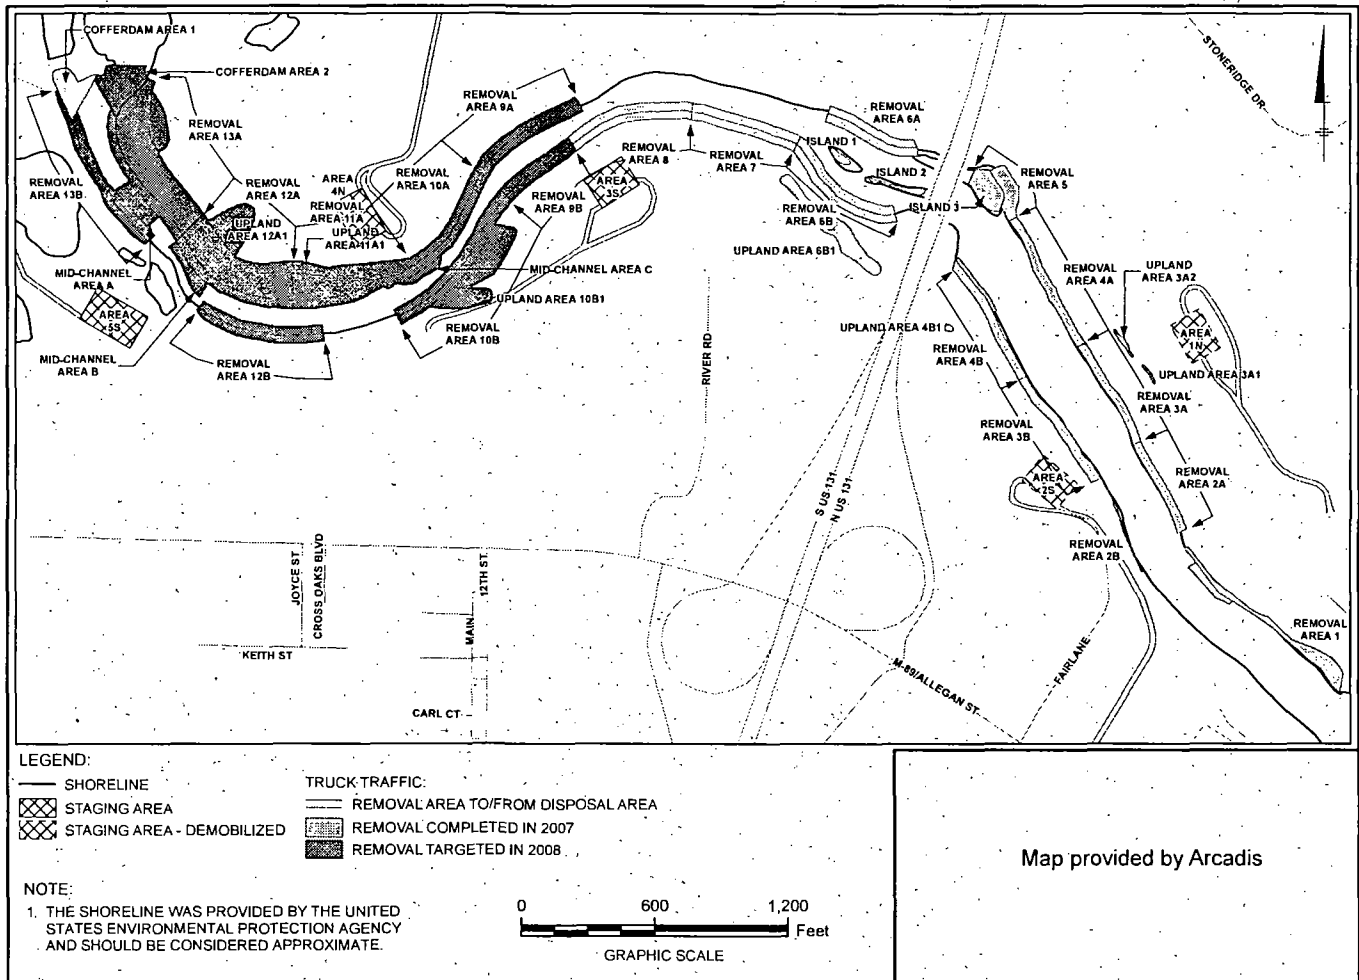 COFFERDAM AREA 1
COFFERDAM AREA 2
REMOVAL
AREA 9A
REMOVAL
AREA 13A
REMOVAL
AREA 6A
STONERIDGE DR
REMOVAL
AREA 8
REMOVAL
AREA 7
ISLAND 1
ISLAND 2
ISLAND 3
REMOVAL
AREA 5
REMOVAL
AREA 13B
REMOVAL
AREA 12A
AREA
4N
REMOVAL
AREA 10A
REMOVAL
AREA 11A
UPLAND
AREA 12A1
UPLAND
AREA 11A1
REMOVAL
AREA 9B
AREA
3S
REMOVAL
AREA 6B
UPLAND AREA 6B1
MID-CHANNEL
AREA A
MID-CHANNEL AREA C
UPLAND AREA 10B1
REMOVAL
AREA 4A
UPLAND
AREA 3A2
AREA
5S
AREA
1N
MID-CHANNEL
AREA B
REMOVAL
AREA 12B
REMOVAL
AREA 10B
RIVER RD
UPLAND AREA 4B1
REMOVAL
AREA 4B
UPLAND AREA 3A1
REMOVAL
AREA 3A
REMOVAL
AREA 3B
AREA
2S
REMOVAL
AREA 2A
S US 131
N US 131
REMOVAL
AREA 2B
JOYCE ST
CROSS OAKS BLVD
12TH ST
MAIN
KEITH ST
CARL CT
M-89/ALLEGAN ST
FAIRLANE
REMOVAL
AREA 1
LEGEND:
SHORELINE
STAGING AREA
STAGING AREA - DEMOBILIZED
TRUCK TRAFFIC:
REMOVAL AREA TO/FROM DISPOSAL AREA
REMOVAL COMPLETED IN 2007
REMOVAL TARGETED IN 2008
NOTE:
1. THE SHORELINE WAS PROVIDED BY THE UNITED
STATES ENVIRONMENTAL PROTECTION AGENCY
AND SHOULD BE CONSIDERED APPROXIMATE.
0 600 1,200
Feet
GRAPHIC SCALE
Map provided by Arcadis